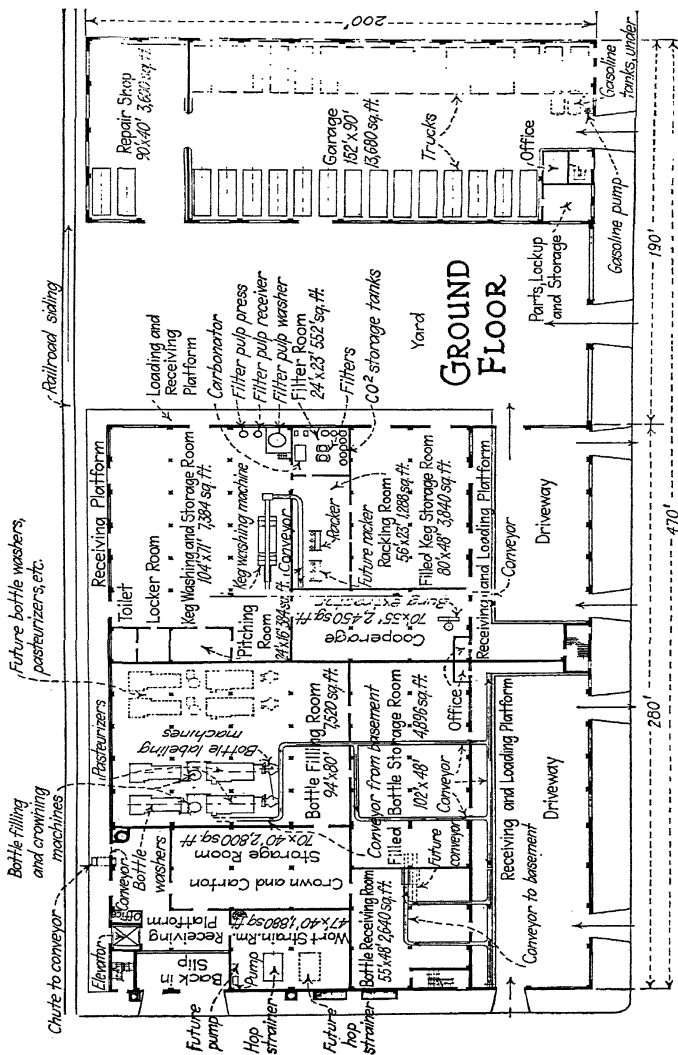 Future bottle washers,
pasteurizers, etc.
Bottle filling
and crowning
machines
Chute to conveyor
Elevator
Office
Conveyor
Bottle
washers
Pasteurizers
Bottle labeling
machines
Receiving Platform
Railroad siding
Loading and
Receiving
Platform
Toilet
Locker Room
Keg Washing and Storage Room
104'x71' 7,384 sq. ft.
Keg washing machine
Pitching
Room
24'x16' 384 sq. ft.
Conveyor
Carbonator
Filter pulp press
Filter pulp receiver
Filter pulp washer
Filter Room
24'x23' 552 sq. ft.
Filters
CO² storage tanks
Racker
Future racker
Racking Room
56'x23' 1,288 sq. ft.
Filled Keg Storage Room
80'x48' 3,840 sq. ft.
Cooperage
70'x35' 2,450 sq. ft.
Back in
Slip
Receiving
Platform
Crown and Carton
Storage Room
70'x40' 2,800 sq. ft.
Bottle Filling Room
94'x80' 7,520 sq. ft.
Wort Strain. Rm.
47'x40' 1,880 sq. ft.
Pump
Future
pump
Hop
strainer
Future
hop
strainer
Bottle Receiving Room
55'x48' 2,640 sq. ft.
Conveyor from basement
Filled Bottle Storage Room
102'x48' 4,896 sq. ft.
Future
conveyor
Conveyor
Office
Receiving and Loading Platform
Conveyor to basement
Driveway
Receiving and Loading Platform
Conveyor
Driveway
Repair Shop
90'x40' 3,600 sq. ft.
Garage
152'x90'
13,680 sq. ft.
Trucks
Office
Parts, Lockup
and Storage
Gasoline pump
Gasoline
tanks, under
Yard
GROUND
FLOOR
200'
190'
280'
470'